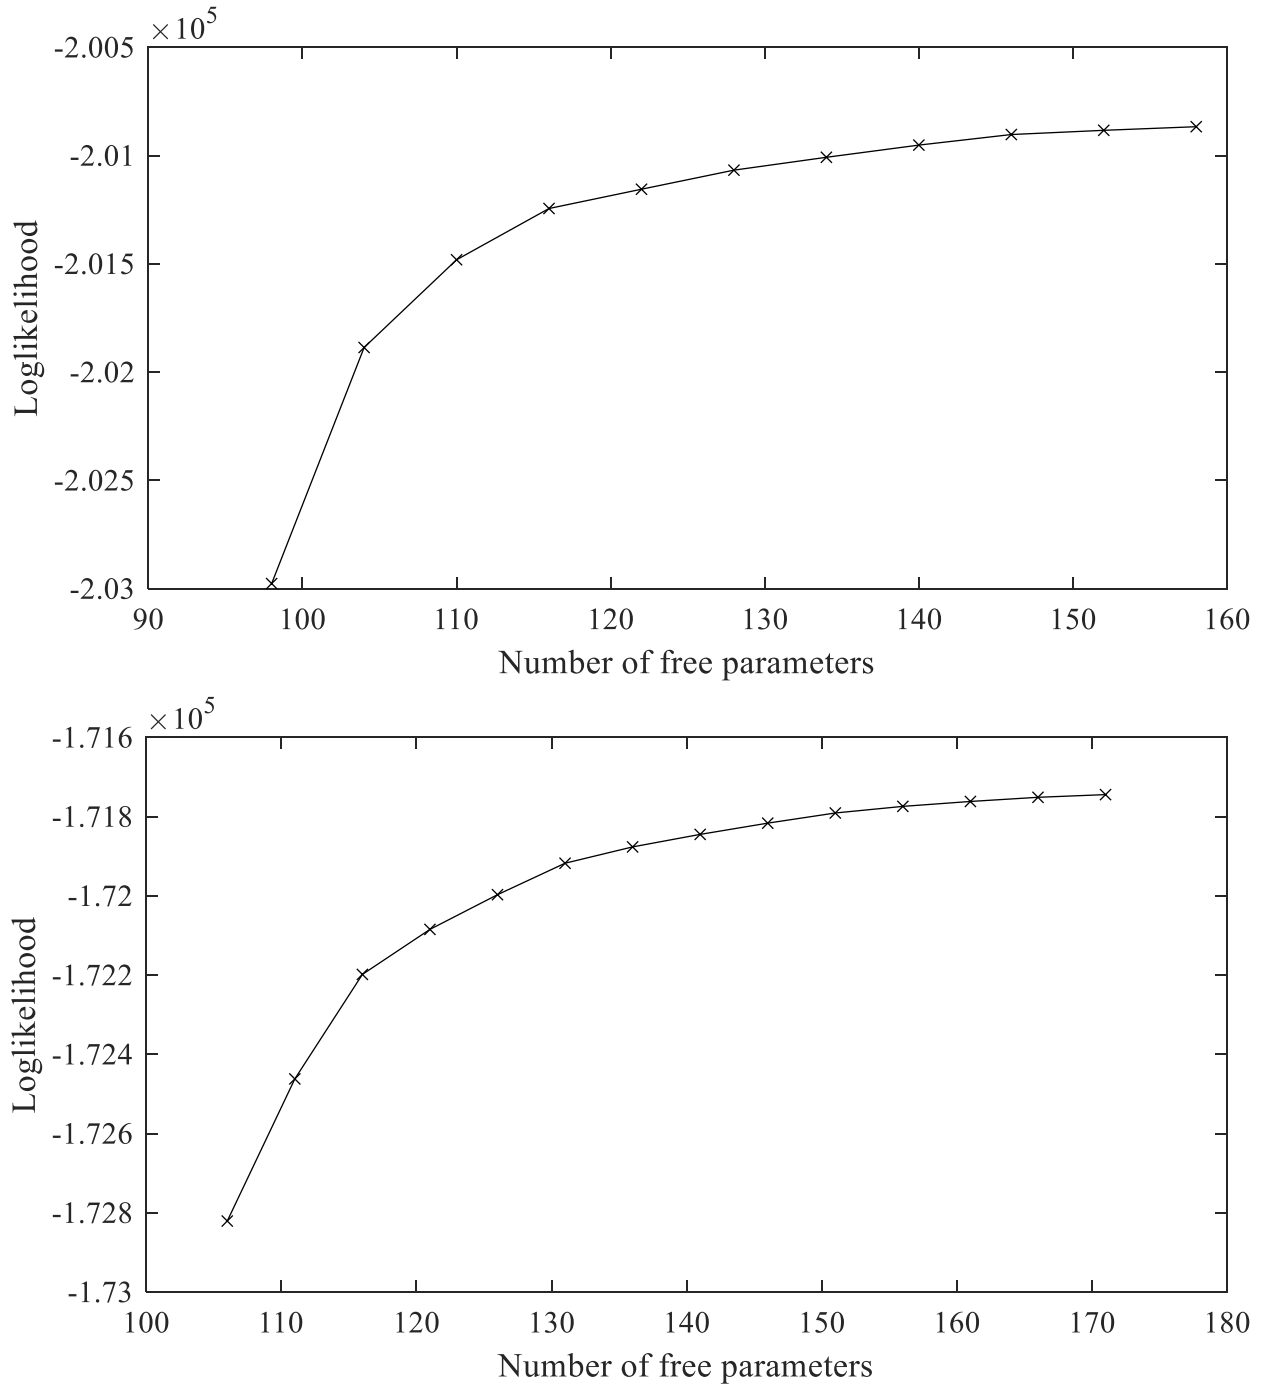 ×10^5
-2.005
-2.01
-2.015
-2.02
-2.025
-2.03
Loglikelihood
90 100 110 120 130 140 150 160
Number of free parameters
×10^5
-1.716
-1.718
-1.72
-1.722
-1.724
-1.726
-1.728
-1.73
Loglikelihood
100 110 120 130 140 150 160 170 180
Number of free parameters